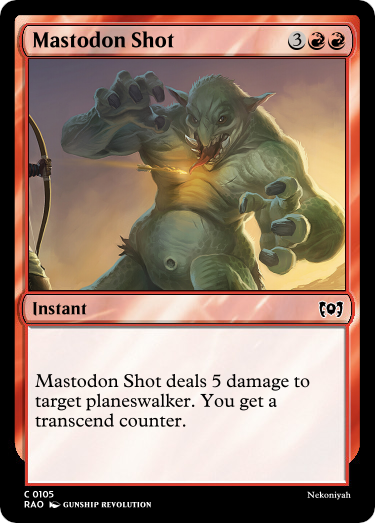 Mastodon Shot 3
Instant
Mastodon Shot deals 5 damage to
target planeswalker. You get a
transcend counter.
C 0105
Nekoniyah
RAO GUNSHIP REVOLUTION